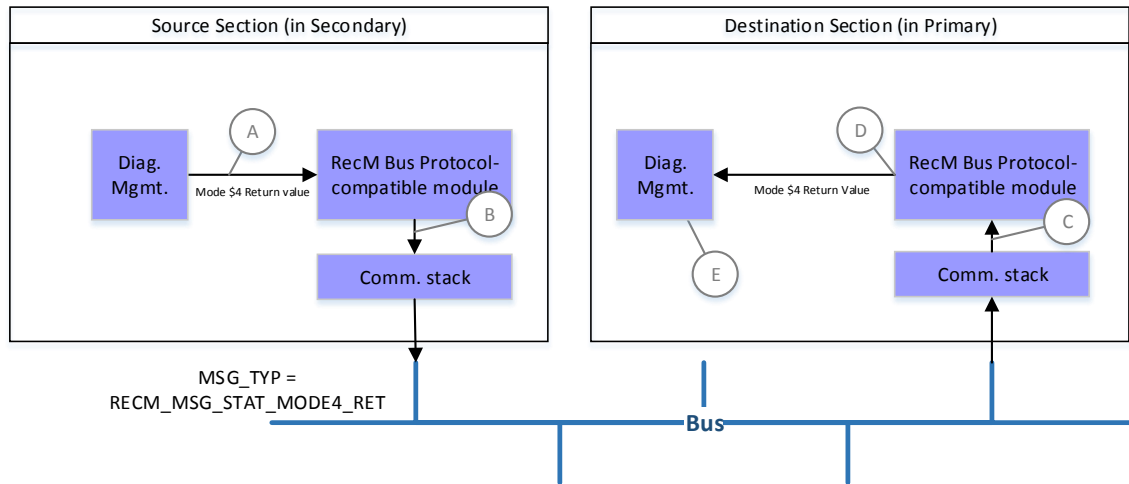 Source Section (in Secondary)
Destination Section (in Primary)
A
Diag.
Mgmt.
Mode $4 Return value
RecM Bus Protocol-
compatible module
B
Comm. stack
D
Diag.
Mgmt.
Mode $4 Return Value
RecM Bus Protocol-
compatible module
C
E
Comm. stack
MSG_TYP =
RECM_MSG_STAT_MODE4_RET
Bus